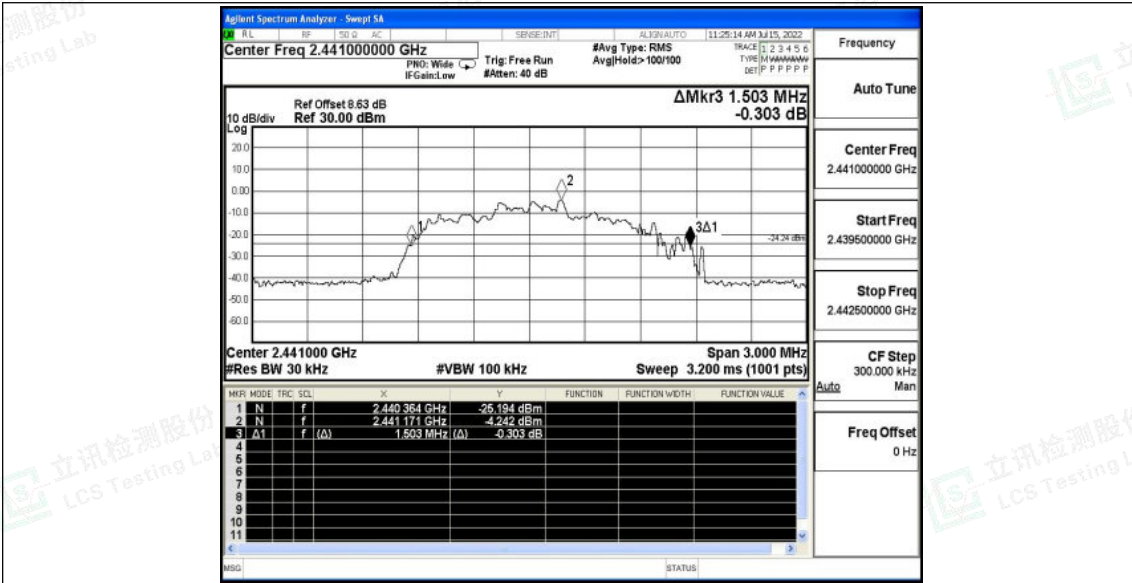 Agilent Spectrum Analyzer - Swept SA
RL RF 50 Ω AC SENSE:INT ALIGNAUTO 11:25:14 AM Jul 15, 2022
Center Freq 2.441000000 GHz
PNO: Wide
IFGain:Low
Trig: Free Run
#Atten: 40 dB
#Avg Type: RMS
Avg|Hold:>100/100
TRACE 1 2 3 4 5 6
TYPE M
DET P P P P P P
Frequency
Auto Tune
Center Freq
2.441000000 GHz
Start Freq
2.439500000 GHz
Stop Freq
2.442500000 GHz
CF Step
300.000 kHz
Auto Man
Freq Offset
0 Hz
ΔMkr3 1.503 MHz
-0.303 dB
Ref Offset 8.63 dB
10 dB/div Ref 30.00 dBm
Log
20.0
10.0
0.00
-10.0
-20.0
-30.0
-40.0
-50.0
-60.0
1
2
3Δ1
-24.24 dBm
Center 2.441000 GHz Span 3.000 MHz
#Res BW 30 kHz #VBW 100 kHz Sweep 3.200 ms (1001 pts)
MKR MODE TRC SCL X Y FUNCTION FUNCTION WIDTH FUNCTION VALUE
1 N f 2.440 364 GHz -25.194 dBm
2 N f 2.441 171 GHz -4.242 dBm
3 Δ1 f (Δ) 1.503 MHz (Δ) -0.303 dB
4
5
6
7
8
9
10
11
MSG STATUS
立讯检测股份
LCS Testing Lab
立讯检测股份
LCS Testing L
测股份
sting Lab